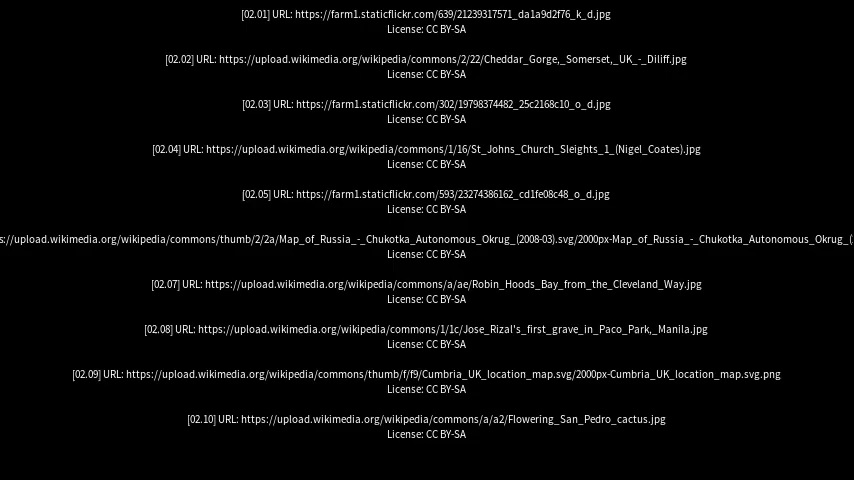 [02.01] URL: https://farm1.staticflickr.com/639/21239317571_da1a9d2f76_k_d.jpg
License: CC BY-SA
[02.02] URL: https://upload.wikimedia.org/wikipedia/commons/2/22/Cheddar_Gorge,_Somerset,_UK_-_Diliff.jpg
License: CC BY-SA
[02.03] URL: https://farm1.staticflickr.com/302/19798374482_25c2168c10_o_d.jpg
License: CC BY-SA
[02.04] URL: https://upload.wikimedia.org/wikipedia/commons/1/16/St_Johns_Church_Sleights_1_(Nigel_Coates).jpg
License: CC BY-SA
[02.05] URL: https://farm1.staticflickr.com/593/23274386162_cd1fe08c48_o_d.jpg
License: CC BY-SA
s://upload.wikimedia.org/wikipedia/commons/thumb/2/2a/Map_of_Russia_-_Chukotka_Autonomous_Okrug_(2008-03).svg/2000px-Map_of_Russia_-_Chukotka_Autonomous_Okrug_(
License: CC BY-SA
[02.07] URL: https://upload.wikimedia.org/wikipedia/commons/a/ae/Robin_Hoods_Bay_from_the_Cleveland_Way.jpg
License: CC BY-SA
[02.08] URL: https://upload.wikimedia.org/wikipedia/commons/1/1c/Jose_Rizal's_first_grave_in_Paco_Park,_Manila.jpg
License: CC BY-SA
[02.09] URL: https://upload.wikimedia.org/wikipedia/commons/thumb/f/f9/Cumbria_UK_location_map.svg/2000px-Cumbria_UK_location_map.svg.png
License: CC BY-SA
[02.10] URL: https://upload.wikimedia.org/wikipedia/commons/a/a2/Flowering_San_Pedro_cactus.jpg
License: CC BY-SA